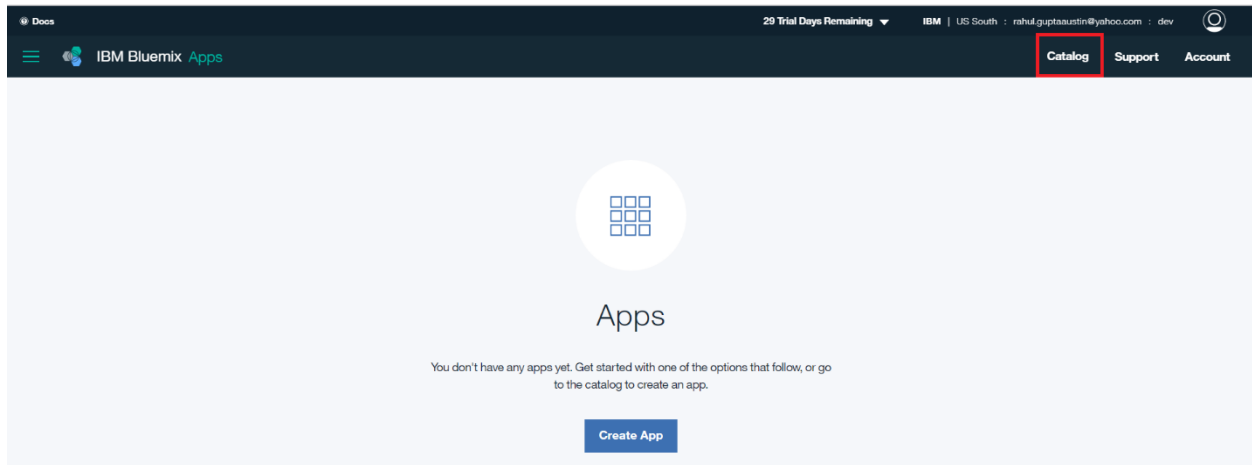 Docs
29 Trial Days Remaining
IBM | US South : rahul.guptaaustin@yahoo.com : dev
IBM Bluemix Apps
Catalog
Support
Account
Apps
You don't have any apps yet. Get started with one of the options that follow, or go
to the catalog to create an app.
Create App